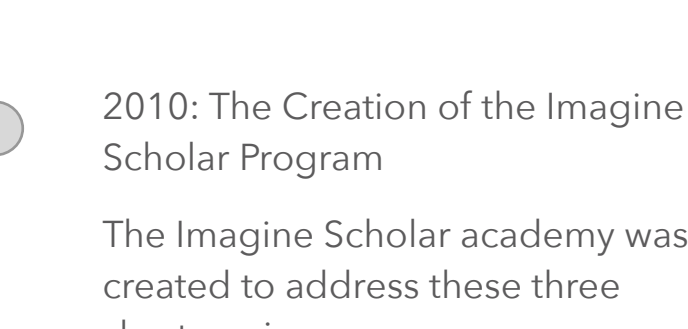 2010: The Creation of the Imagine
Scholar Program
The Imagine Scholar academy was
created to address these three